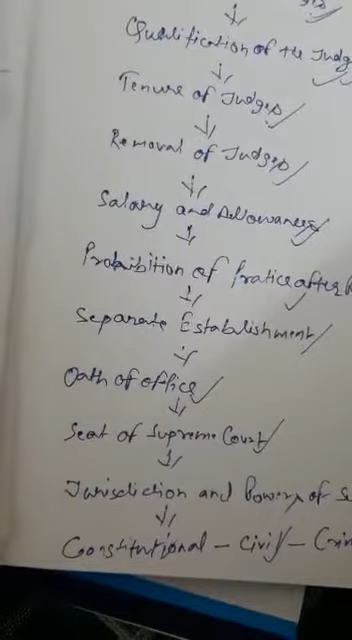 Qualification of the Judg
Tenure of Judges
Removal of Judges
Salary and Allowances
Prohibition of Pratice after
Separate Establishment
Oath of office
Seat of Supreme Court
Jurisdiction and Powers of S
Constitutional - Civil - Crim